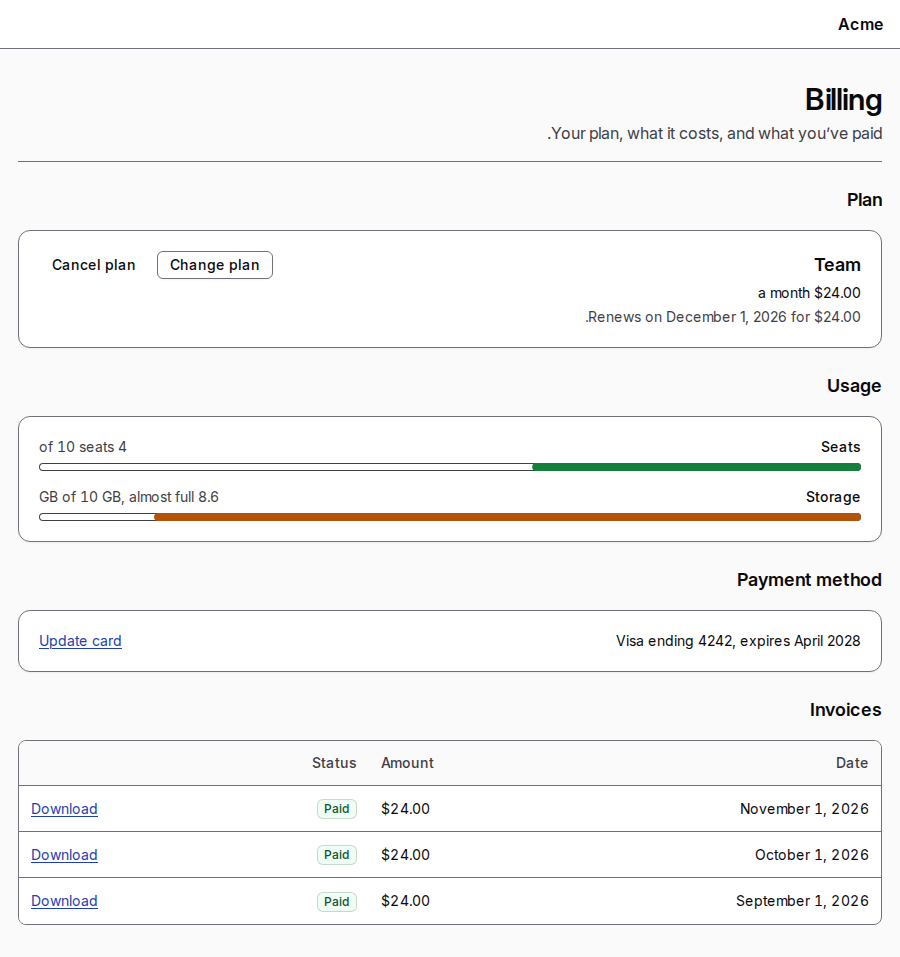 Acme
Billing
.Your plan, what it costs, and what you've paid
Plan
Team
a month $24.00
.Renews on December 1, 2026 for $24.00
Change plan
Cancel plan
Usage
Seats
of 10 seats 4
Storage
GB of 10 GB, almost full 8.6
Payment method
Visa ending 4242, expires April 2028
Update card
Invoices
Date Amount Status
November 1, 2026 $24.00 Paid Download
October 1, 2026 $24.00 Paid Download
September 1, 2026 $24.00 Paid Download